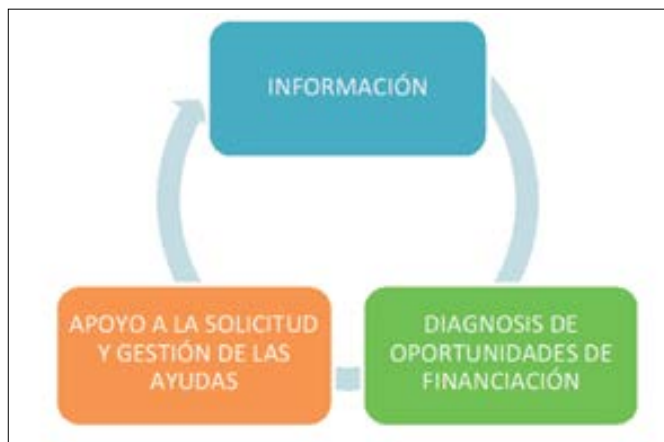 INFORMACIÓN
DIAGNOSiS DE
OPORTUNIDADES DE
FINANCIACIÓN
APOYO A LA SOLICITUD
Y GESTIÓN DE LAS
AYUDAS